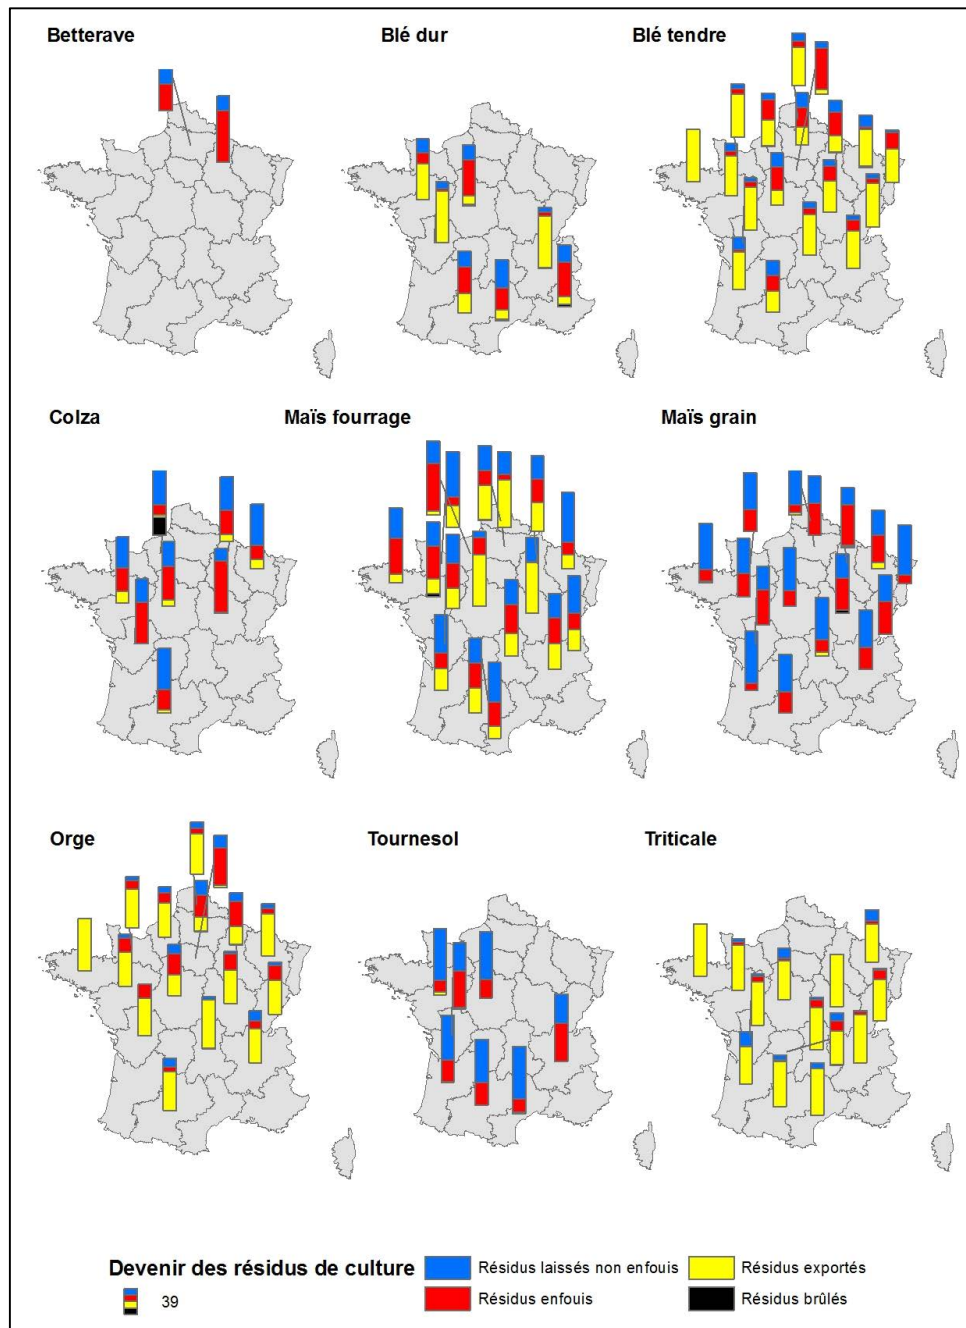 Betterave
Blé dur
Blé tendre
Colza
Maïs fourrage
Maïs grain
Orge
Tournesol
Triticale
Devenir des résidus de culture
39
Résidus laissés non enfouis
Résidus exportés
Résidus enfouis
Résidus brûlés